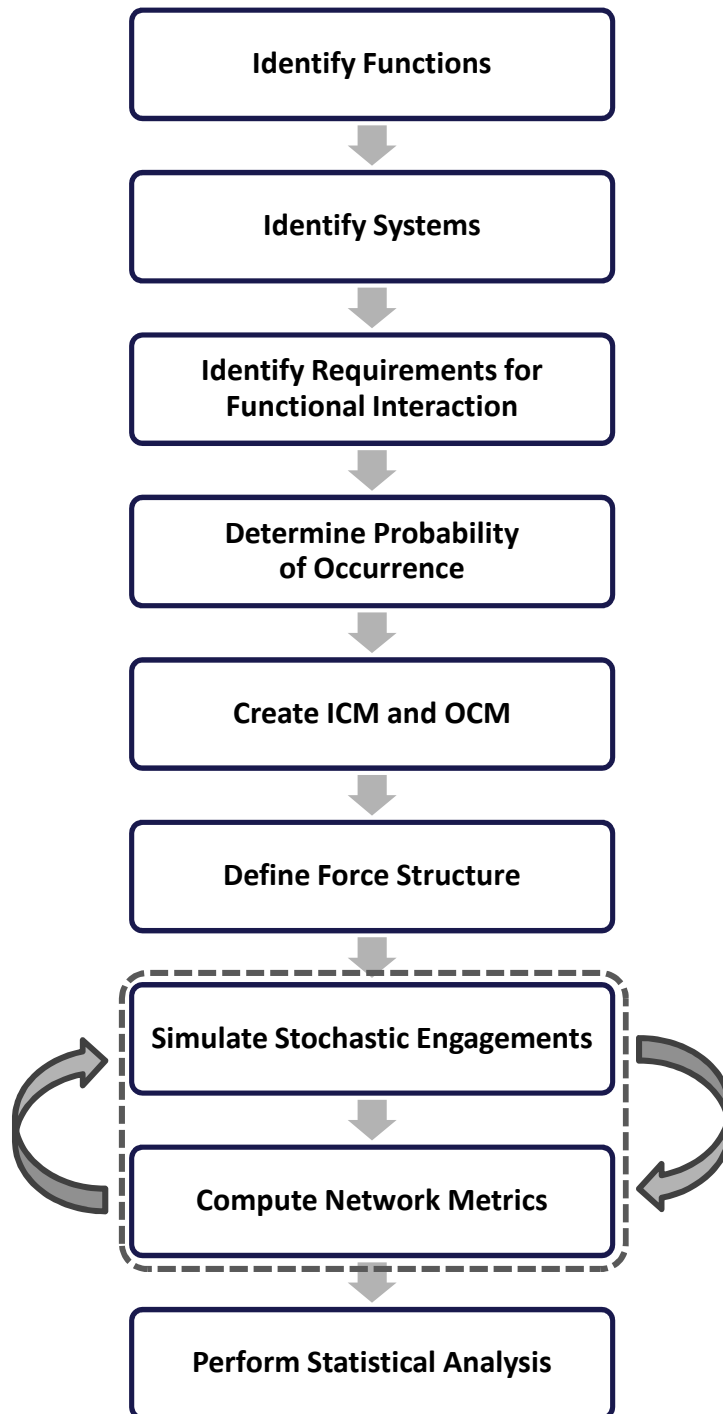 Identify Functions
Identify Systems
Identify Requirements for
Functional Interaction
Determine Probability
of Occurrence
Create ICM and OCM
Define Force Structure
Simulate Stochastic Engagements
Compute Network Metrics
Perform Statistical Analysis